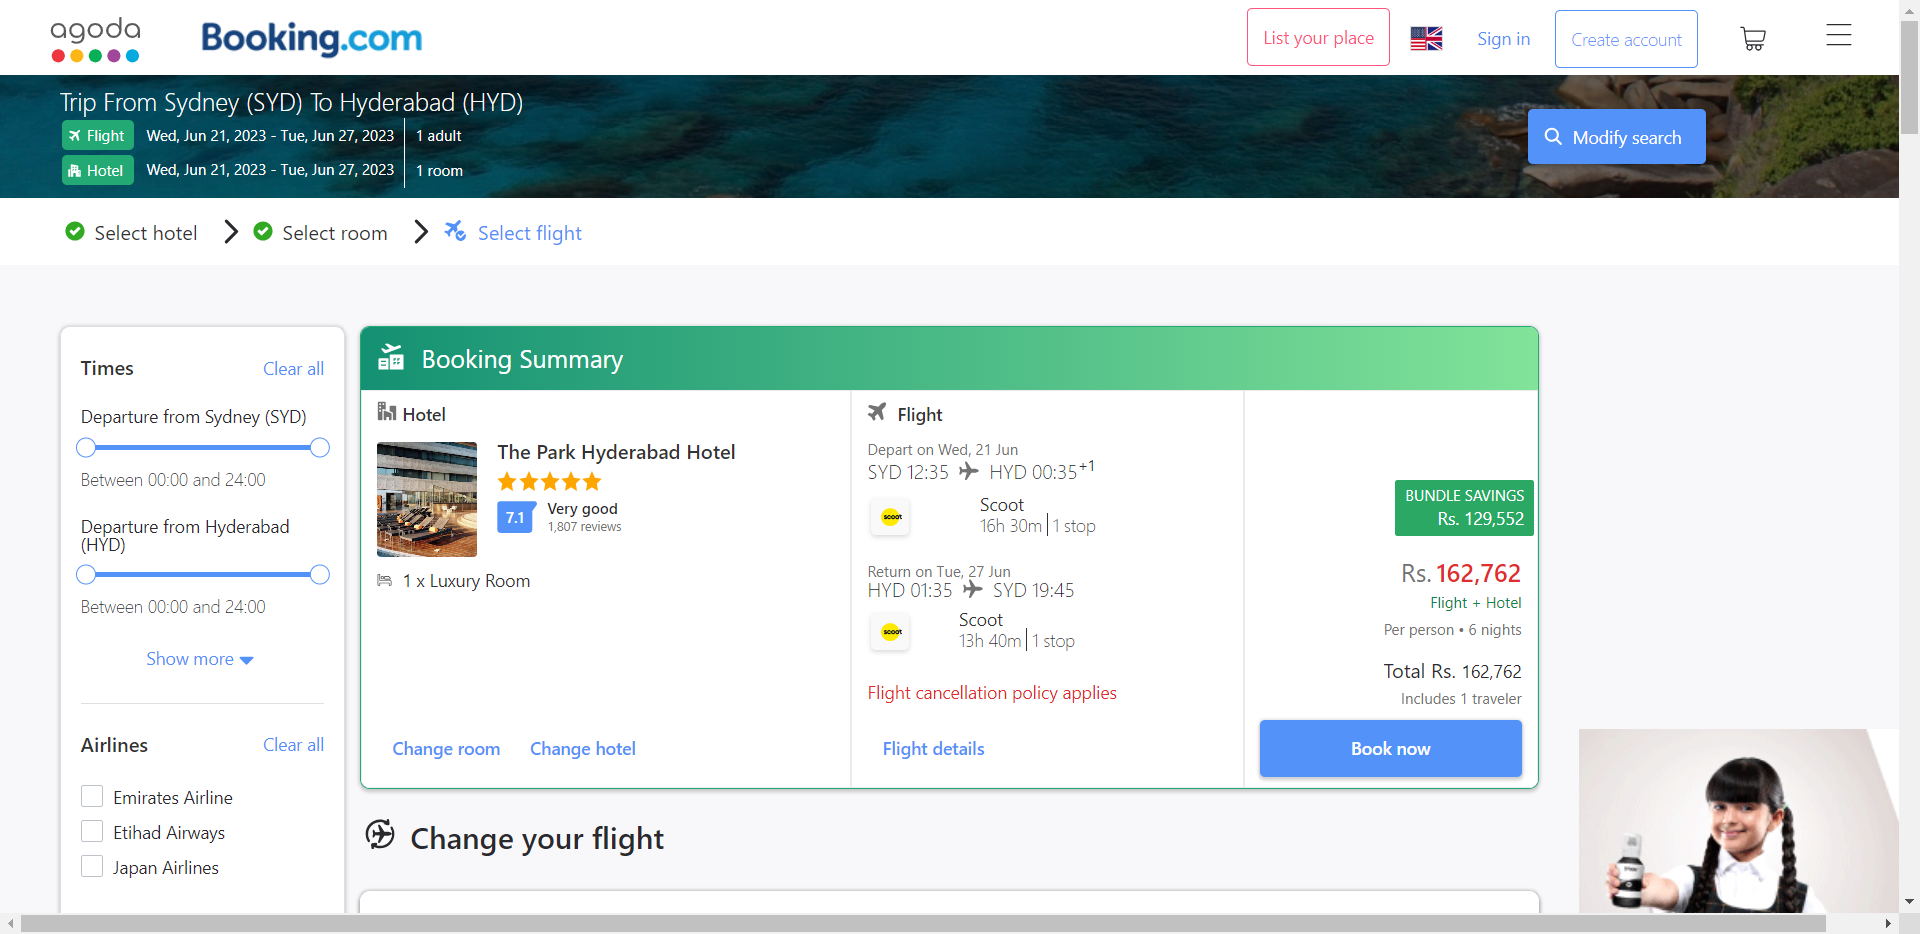 agoda
Booking.com
List your place
Sign in
Create account
Trip From Sydney (SYD) To Hyderabad (HYD)
Flight Wed, Jun 21, 2023 - Tue, Jun 27, 2023 1 adult
Hotel Wed, Jun 21, 2023 - Tue, Jun 27, 2023 1 room
Modify search
Select hotel Select room Select flight
Times Clear all
Departure from Sydney (SYD)
Between 00:00 and 24:00
Departure from Hyderabad
(HYD)
Between 00:00 and 24:00
Show more
Airlines Clear all
Emirates Airline
Etihad Airways
Japan Airlines
Booking Summary
Hotel
The Park Hyderabad Hotel
7.1 Very good
1,807 reviews
1 x Luxury Room
Change room Change hotel
Flight
Depart on Wed, 21 Jun
SYD 12:35 HYD 00:35+1
scoot Scoot
16h 30m 1 stop
Return on Tue, 27 Jun
HYD 01:35 SYD 19:45
scoot Scoot
13h 40m 1 stop
Flight cancellation policy applies
Flight details
BUNDLE SAVINGS
Rs. 129,552
Rs. 162,762
Flight + Hotel
Per person • 6 nights
Total Rs. 162,762
Includes 1 traveler
Book now
Change your flight
EPSON